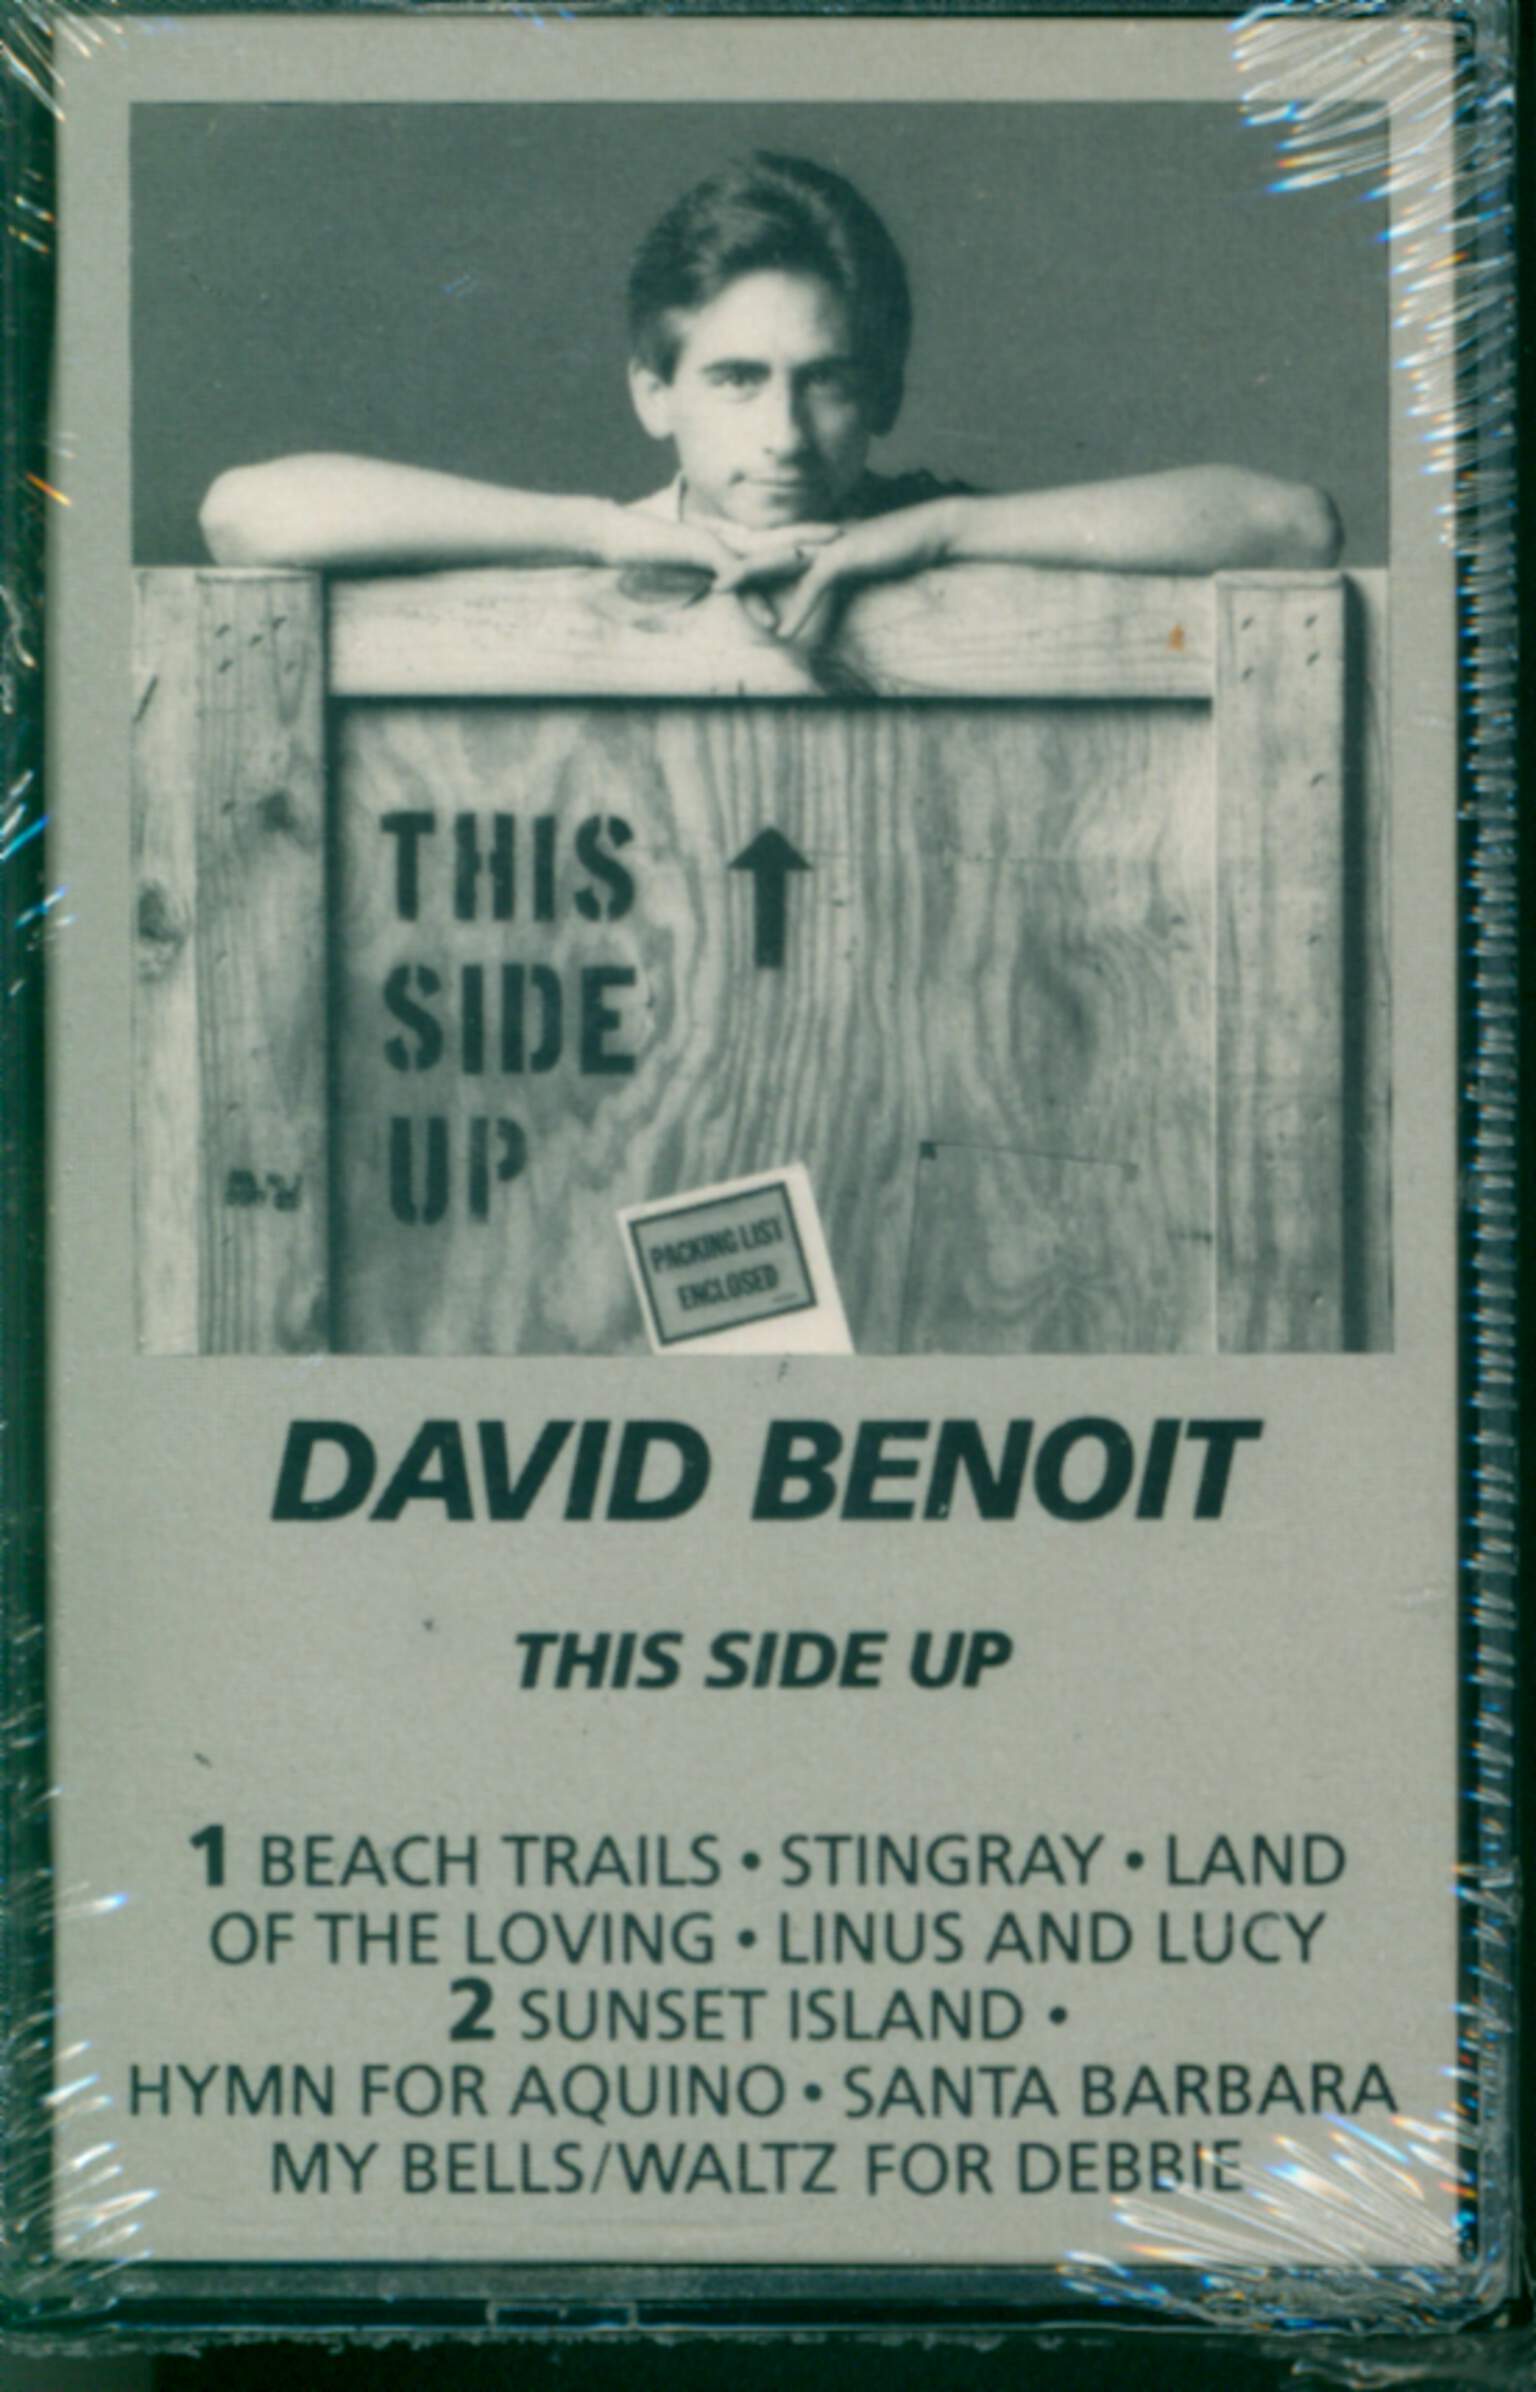 THIS
SIDE
UP
PACKING LIST
ENCLOSED
DAVID BENOIT
THIS SIDE UP
1 BEACH TRAILS • STINGRAY • LAND
OF THE LOVING • LINUS AND LUCY
2 SUNSET ISLAND •
HYMN FOR AQUINO • SANTA BARBARA
MY BELLS/WALTZ FOR DEBBIE